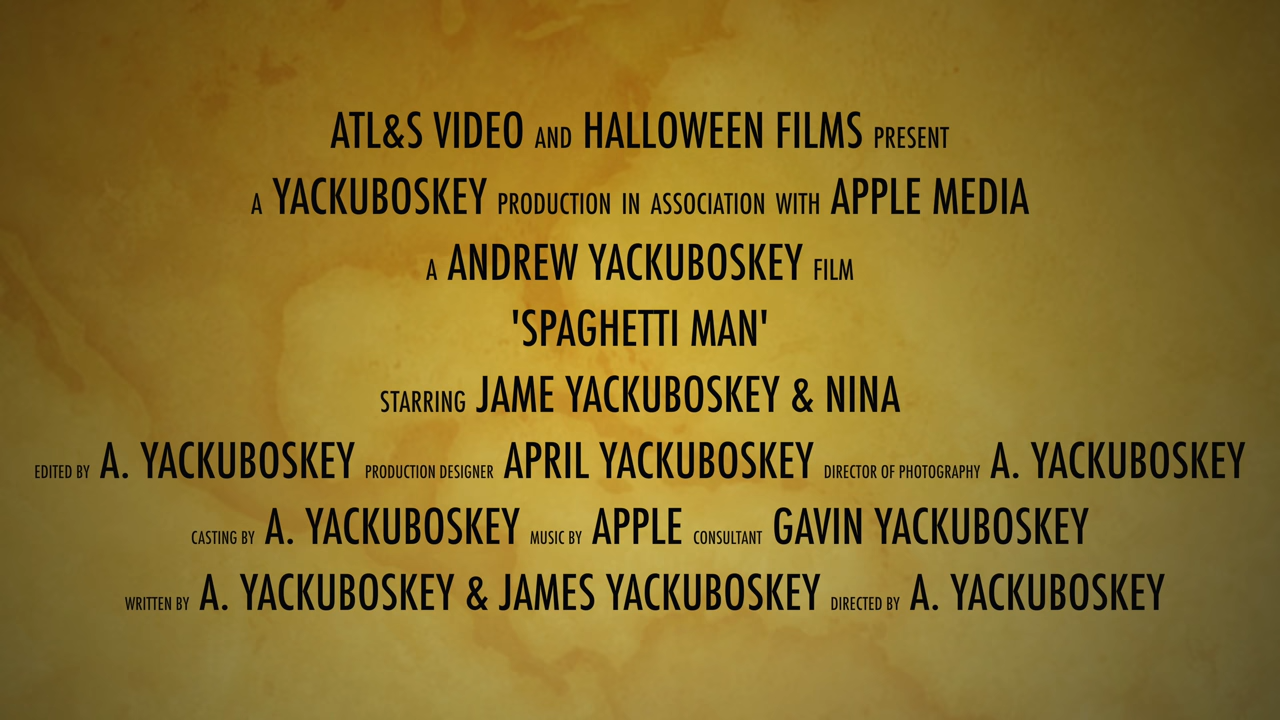 ATL&S VIDEO AND HALLOWEEN FILMS PRESENT
A YACKUBOSKEY PRODUCTION IN ASSOCIATION WITH APPLE MEDIA
A ANDREW YACKUBOSKEY FILM
'SPAGHETTI MAN'
STARRING JAME YACKUBOSKEY & NINA
EDITED BY A. YACKUBOSKEY PRODUCTION DESIGNER APRIL YACKUBOSKEY DIRECTOR OF PHOTOGRAPHY A. YACKUBOSKEY
CASTING BY A. YACKUBOSKEY MUSIC BY APPLE CONSULTANT GAVIN YACKUBOSKEY
WRITTEN BY A. YACKUBOSKEY & JAMES YACKUBOSKEY DIRECTED BY A. YACKUBOSKEY